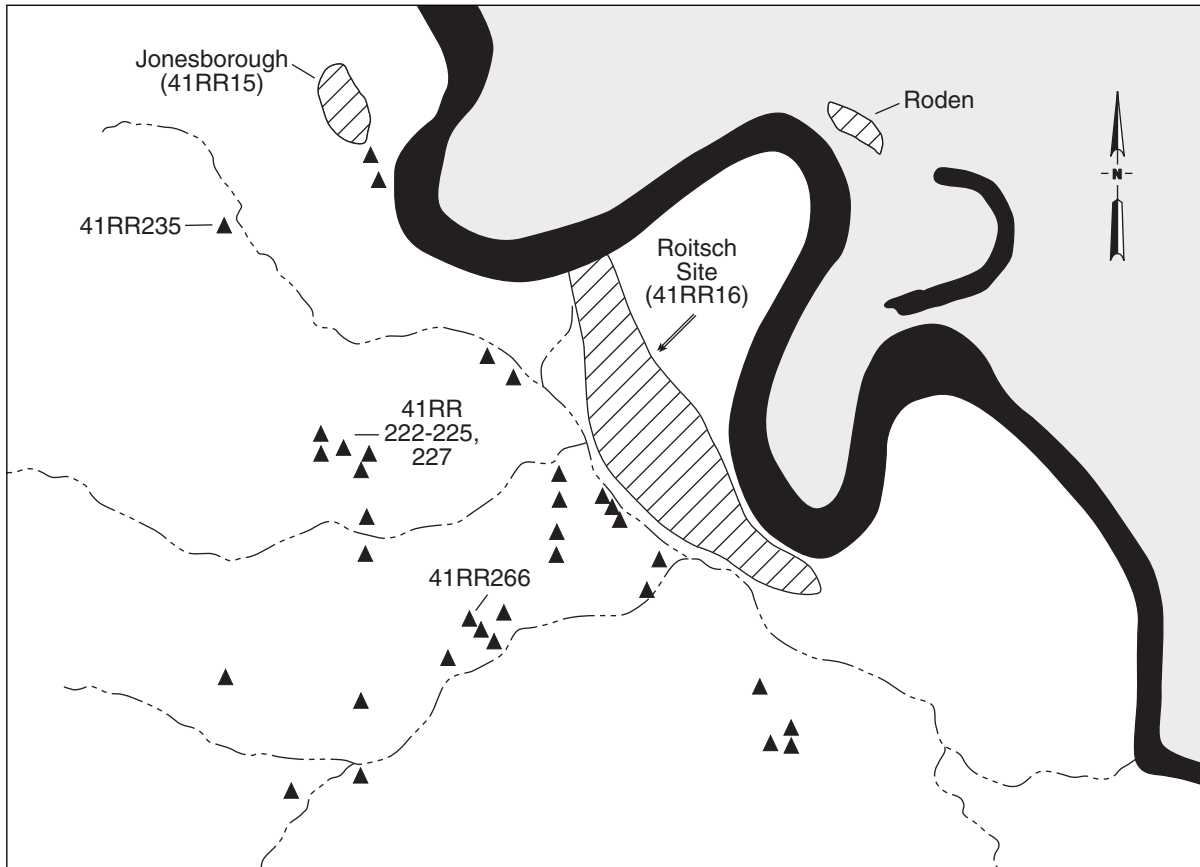 Jonesborough
(41RR15)
Roden
N
41RR235
Roitsch
Site
(41RR16)
41RR
222-225,
227
41RR266